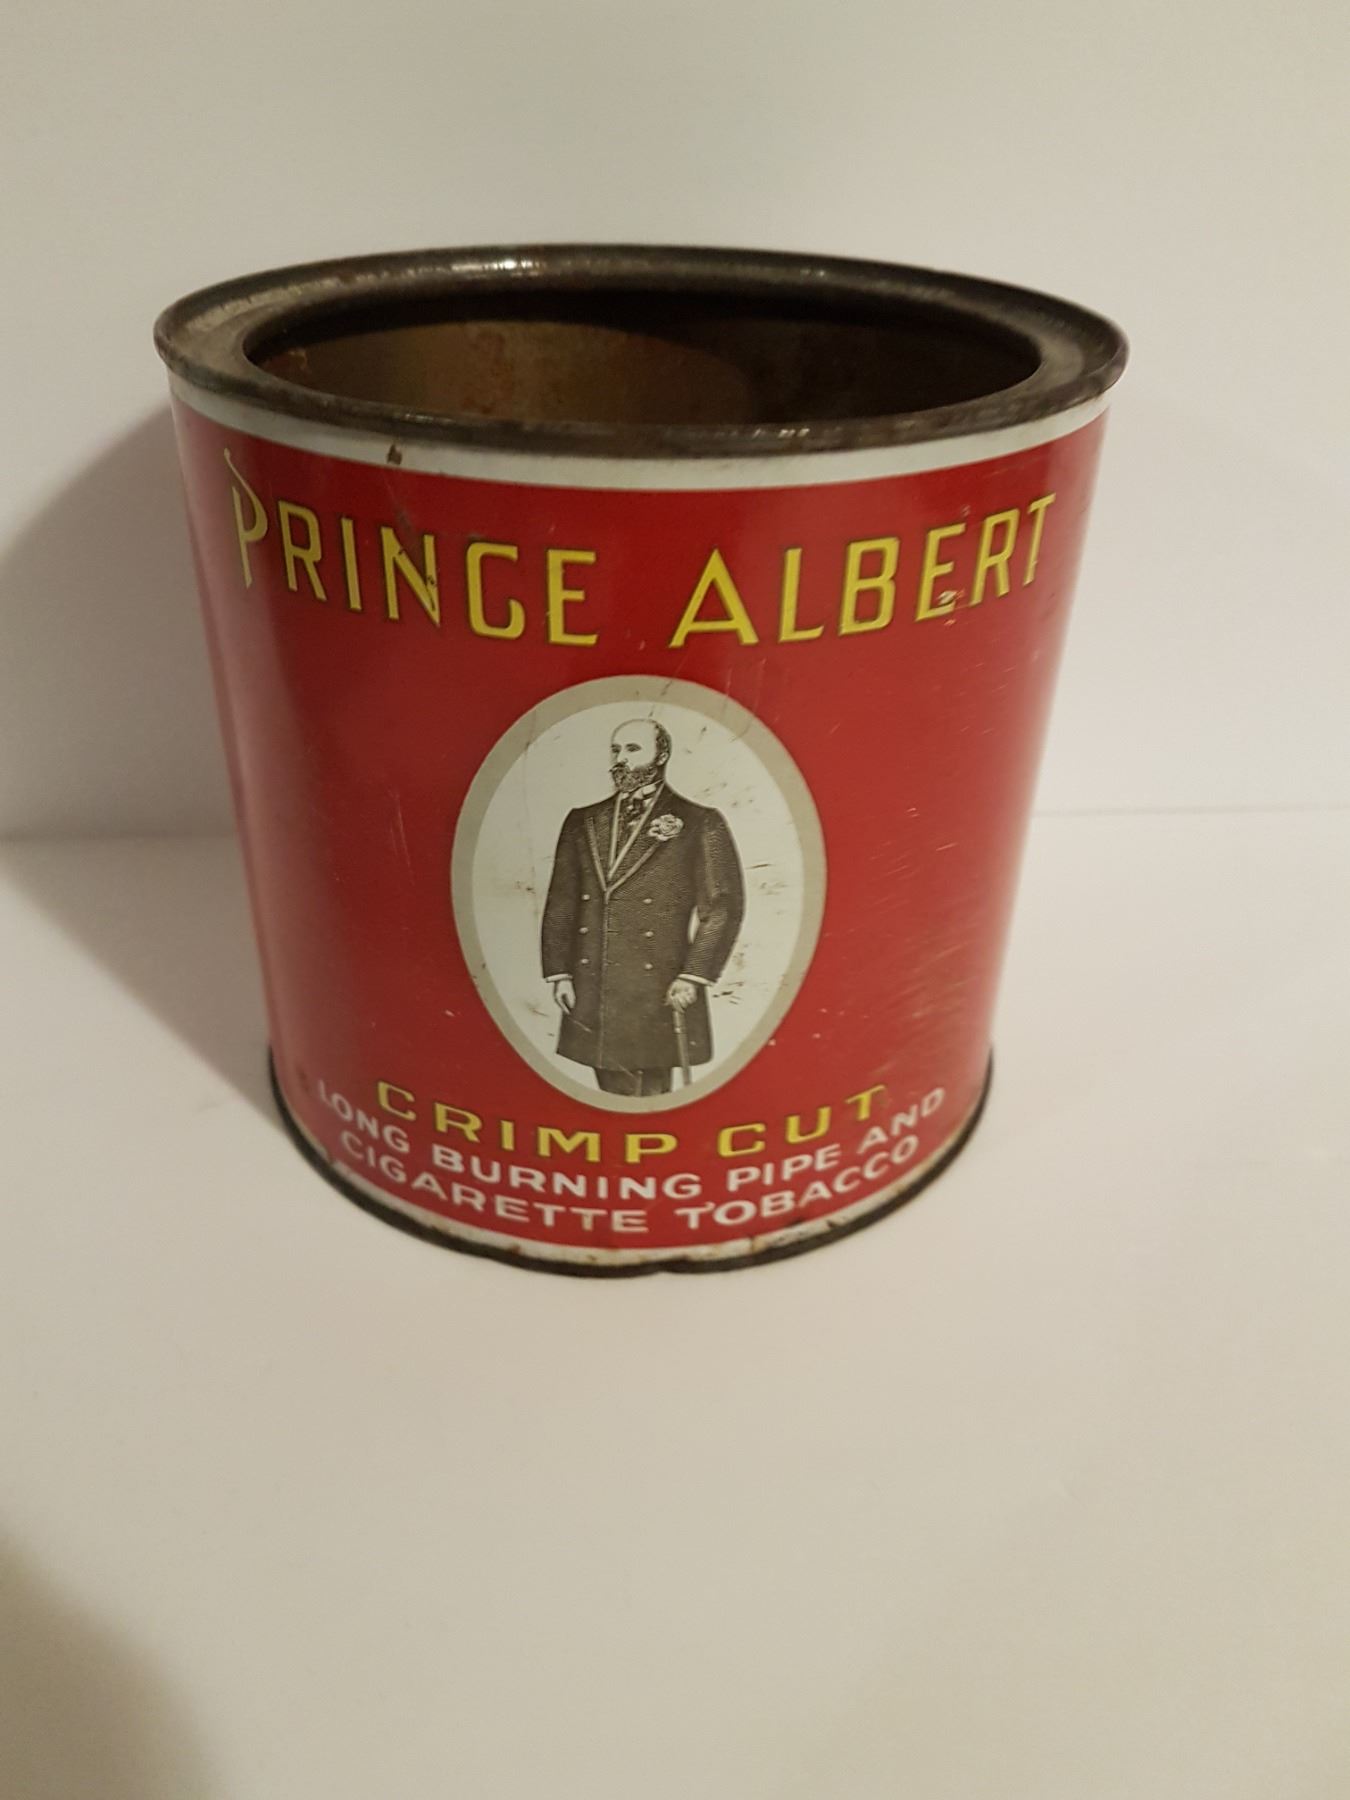 PRINCE ALBERT
CRIMP CUT
LONG BURNING PIPE AND
CIGARETTE TOBACCO